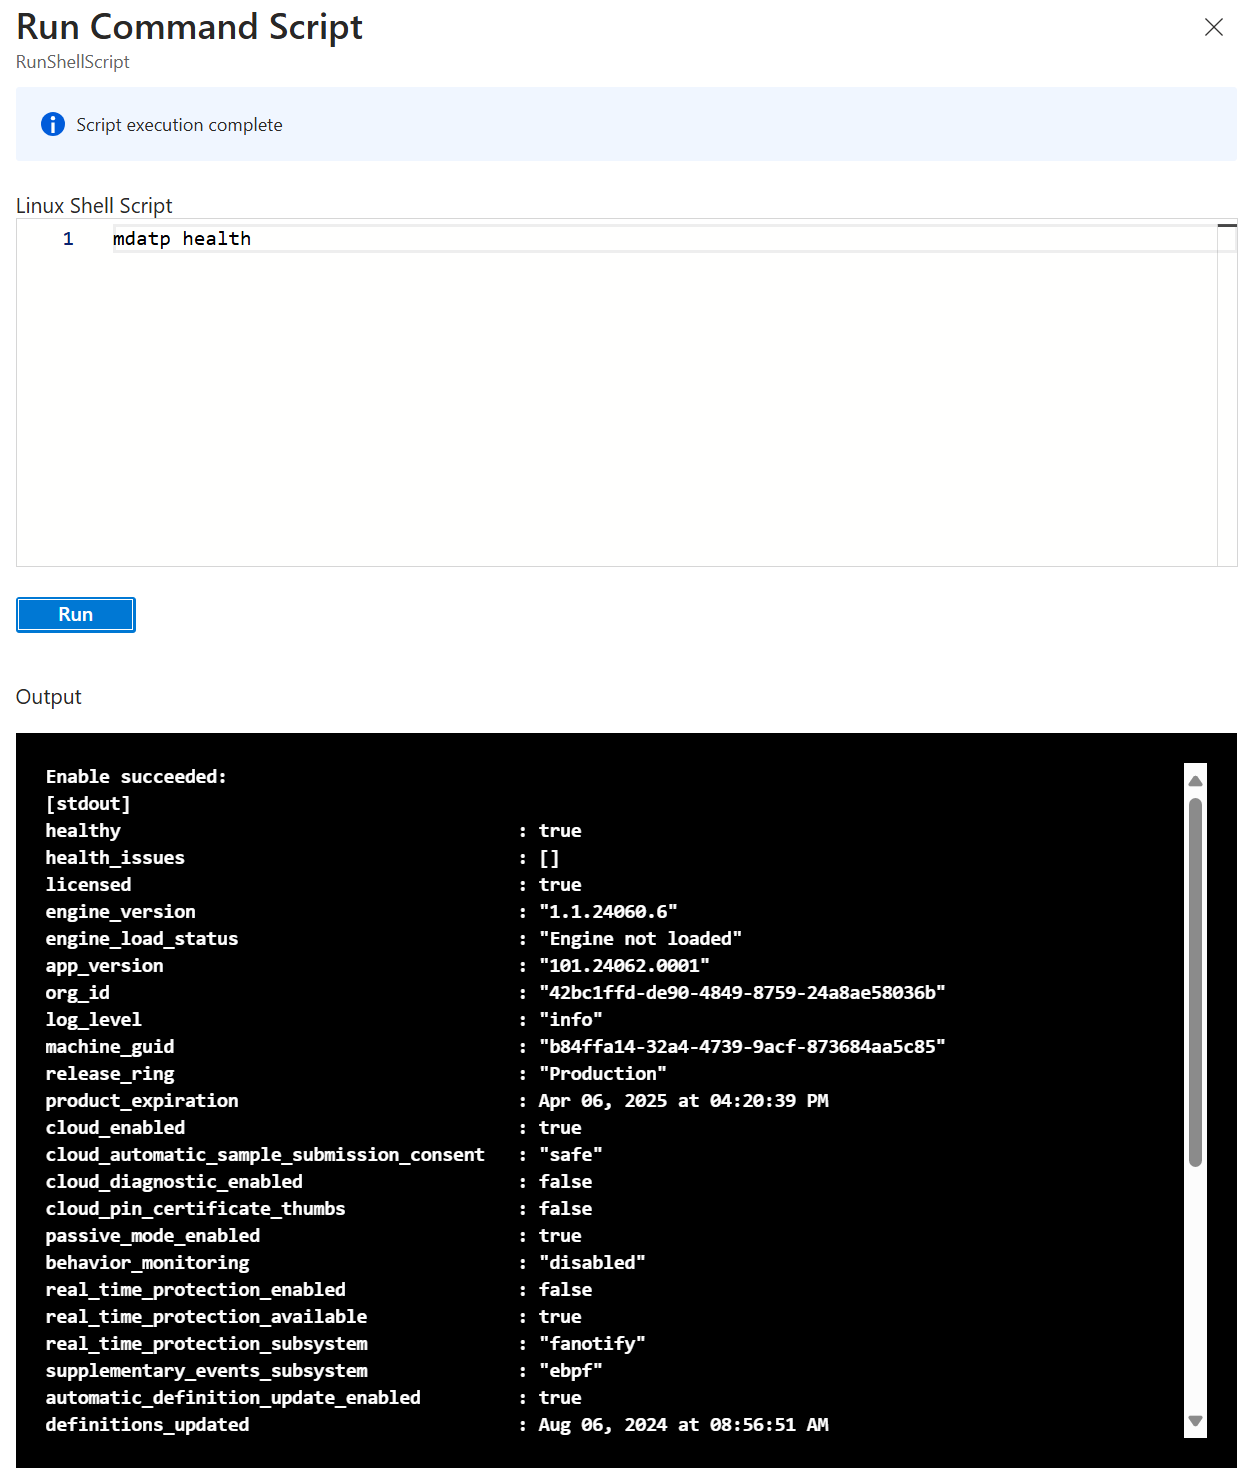 Run Command Script
RunShellScript
Script execution complete
Linux Shell Script
1 mdatp health
Run
Output
Enable succeeded:
[stdout]
healthy : true
health_issues : []
licensed : true
engine_version : "1.1.24060.6"
engine_load_status : "Engine not loaded"
app_version : "101.24062.0001"
org_id : "42bc1ffd-de90-4849-8759-24a8ae58036b"
log_level : "info"
machine_guid : "b84ffa14-32a4-4739-9acf-873684aa5c85"
release_ring : "Production"
product_expiration : Apr 06, 2025 at 04:20:39 PM
cloud_enabled : true
cloud_automatic_sample_submission_consent : "safe"
cloud_diagnostic_enabled : false
cloud_pin_certificate_thumbs : false
passive_mode_enabled : true
behavior_monitoring : "disabled"
real_time_protection_enabled : false
real_time_protection_available : true
real_time_protection_subsystem : "fanotify"
supplementary_events_subsystem : "ebpf"
automatic_definition_update_enabled : true
definitions_updated : Aug 06, 2024 at 08:56:51 AM